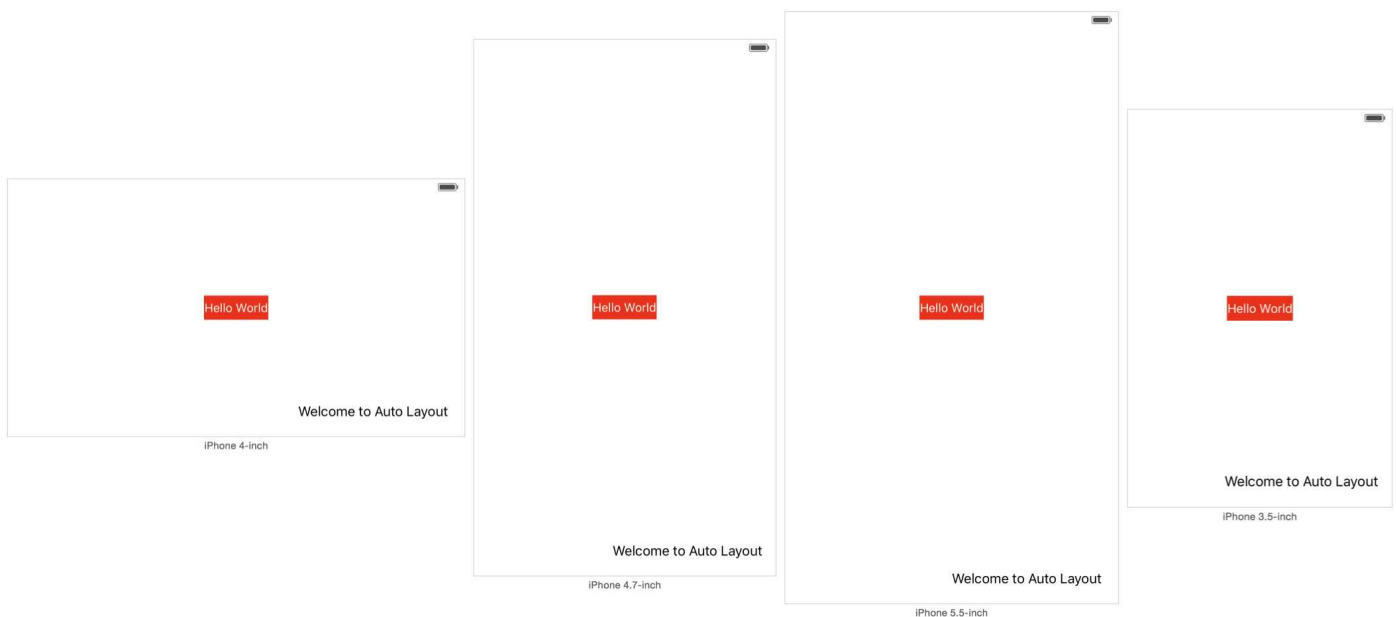 Hello World
Welcome to Auto Layout
iPhone 4-inch
Hello World
Welcome to Auto Layout
iPhone 4.7-inch
Hello World
Welcome to Auto Layout
iPhone 5.5-inch
Hello World
Welcome to Auto Layout
iPhone 3.5-inch